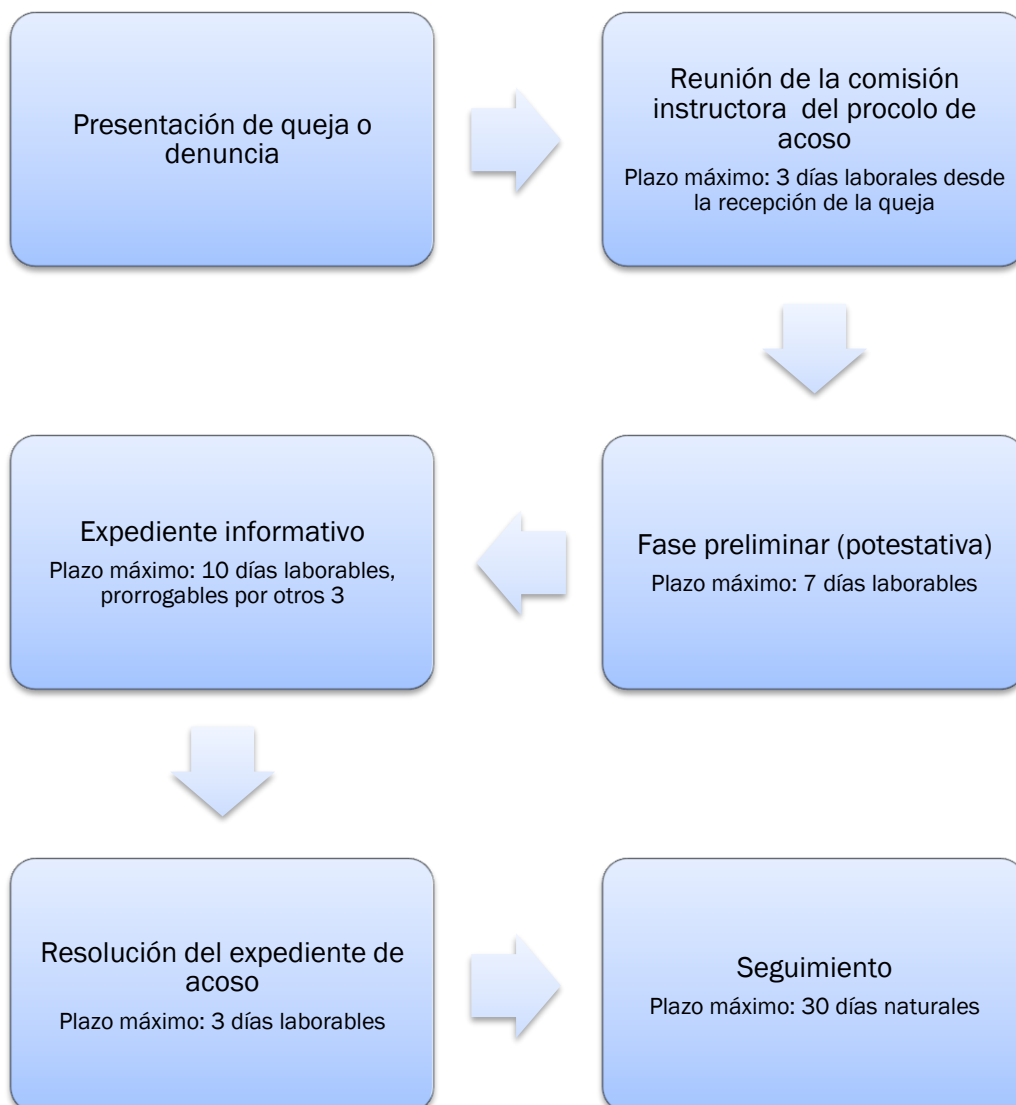 Presentación de queja o
denuncia
Reunión de la comisión
instructora del procolo de
acoso
Plazo máximo: 3 días laborales desde
la recepción de la queja
Fase preliminar (potestativa)
Plazo máximo: 7 días laborables
Expediente informativo
Plazo máximo: 10 días laborables,
prorrogables por otros 3
Resolución del expediente de
acoso
Plazo máximo: 3 días laborables
Seguimiento
Plazo máximo: 30 días naturales